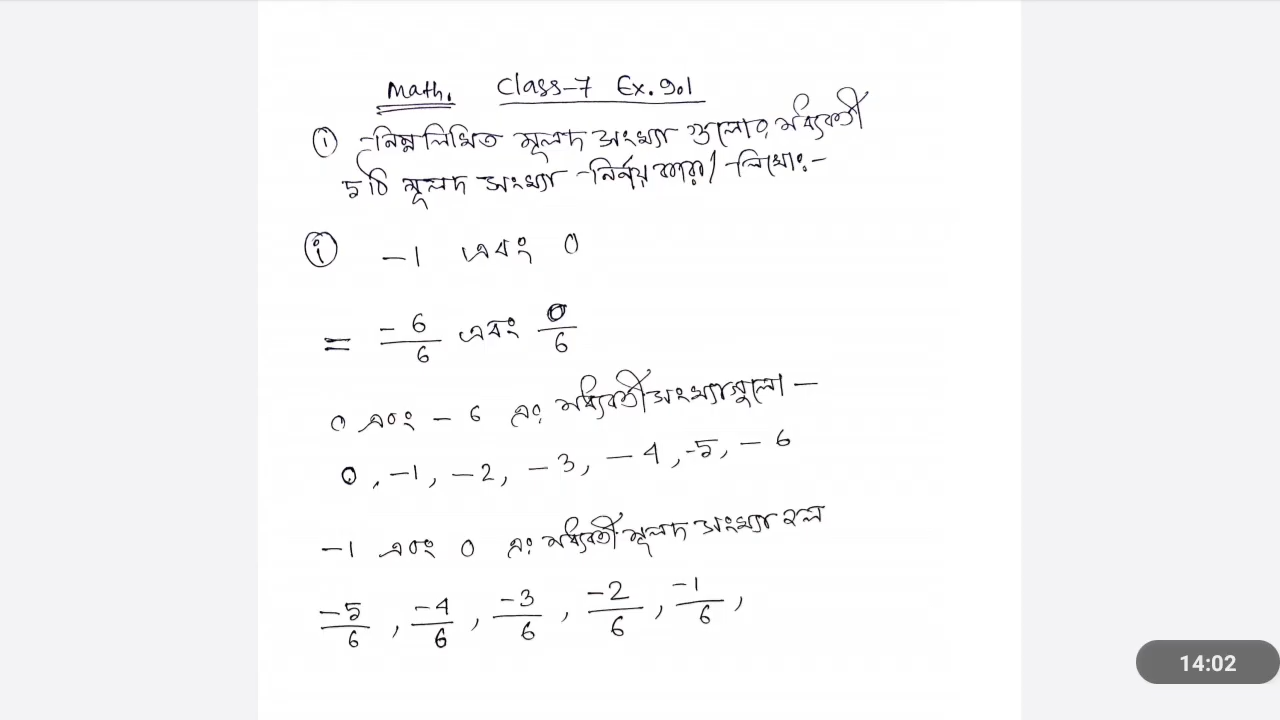 Math. Class-7 Ex. 9.1
① নিম্নলিখিত মূলদ সংখ্যা গুলোর মধ্যবর্তী
5 টি মূলদ সংখ্যা নির্ণয় করো / লিখো:-
ⓘ -1 এবং 0
= -6/6 এবং 0/6
0 এবং -6 এর মধ্যবর্তী সংখ্যাগুলো —
0, -1, -2, -3, -4, -5, -6
-1 এবং 0 এর মধ্যবর্তী মূলদ সংখ্যা হল
-5/6, -4/6, -3/6, -2/6, -1/6,
14:02